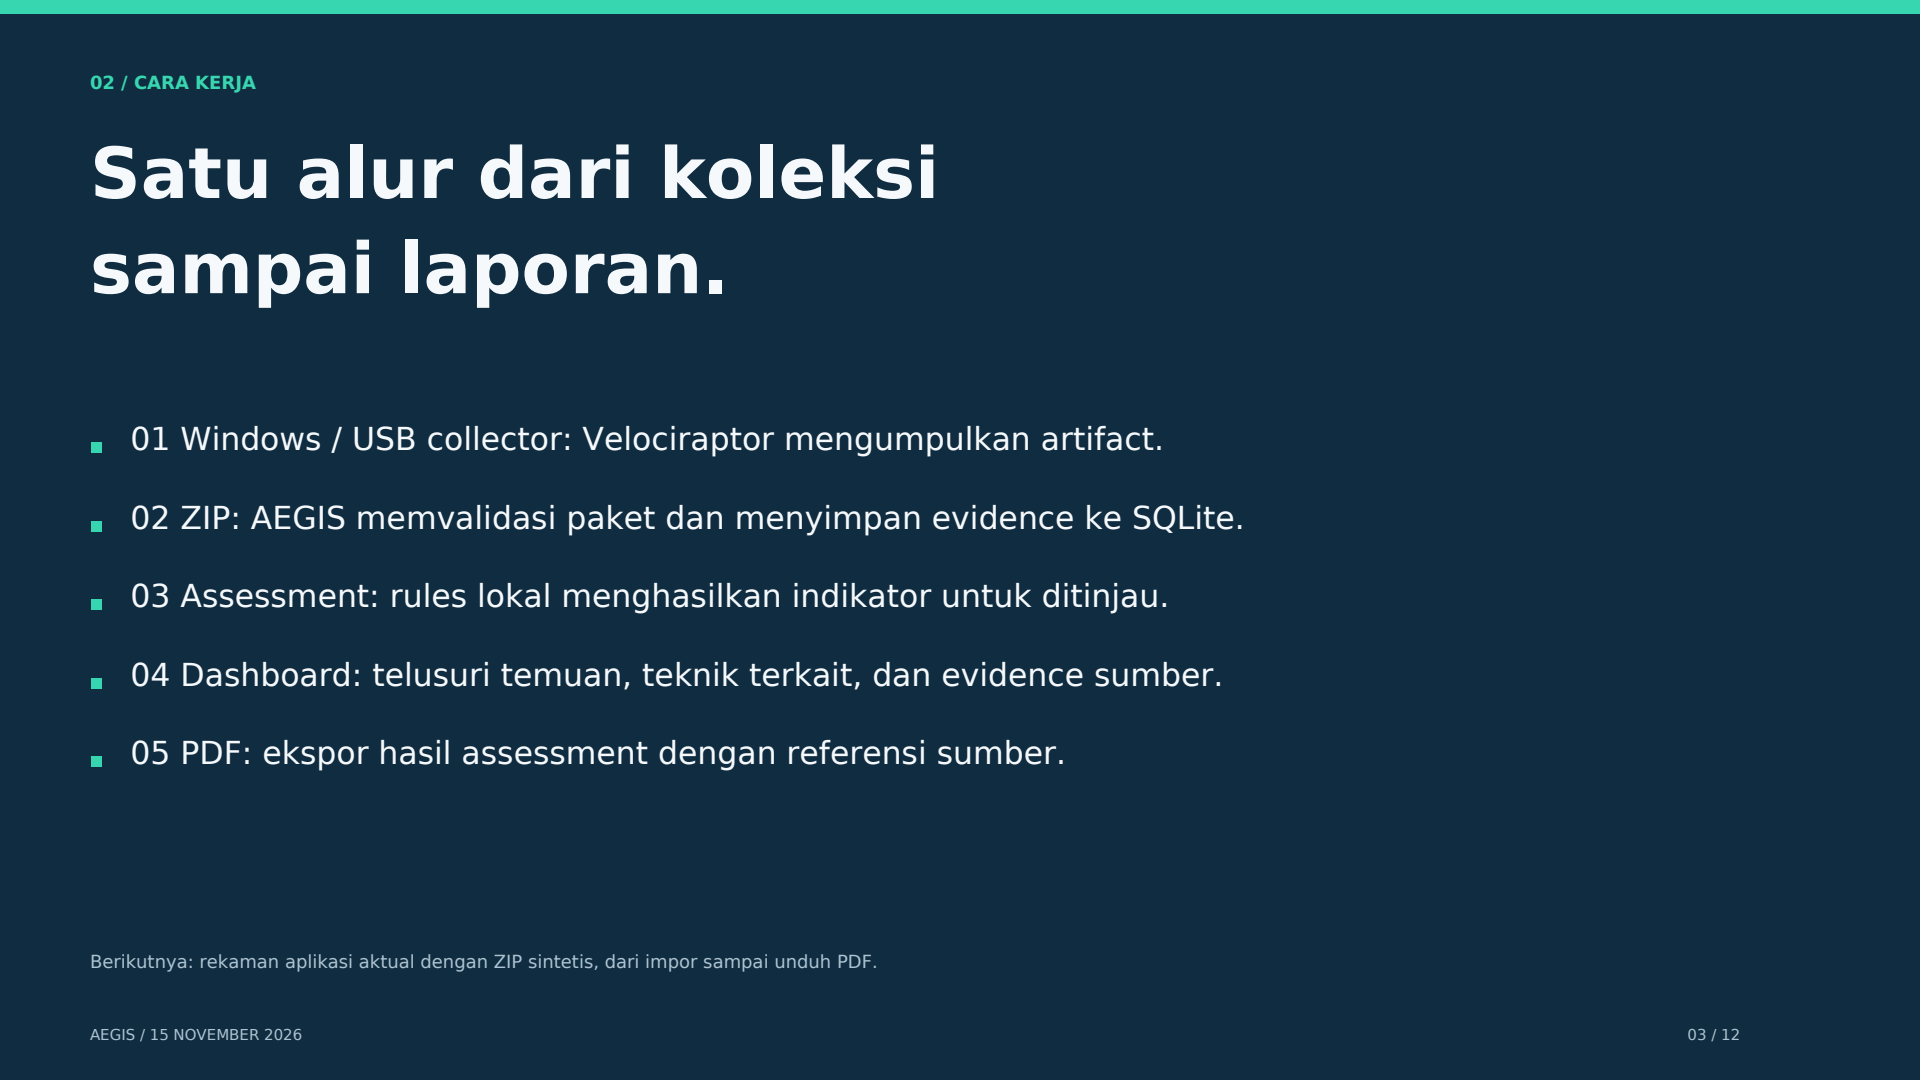 02 / CARA KERJA
Satu alur dari koleksi
sampai laporan.
01 Windows / USB collector: Velociraptor mengumpulkan artifact.
02 ZIP: AEGIS memvalidasi paket dan menyimpan evidence ke SQLite.
03 Assessment: rules lokal menghasilkan indikator untuk ditinjau.
04 Dashboard: telusuri temuan, teknik terkait, dan evidence sumber.
05 PDF: ekspor hasil assessment dengan referensi sumber.
Berikutnya: rekaman aplikasi aktual dengan ZIP sintetis, dari impor sampai unduh PDF.
AEGIS / 15 NOVEMBER 2026
03 / 12